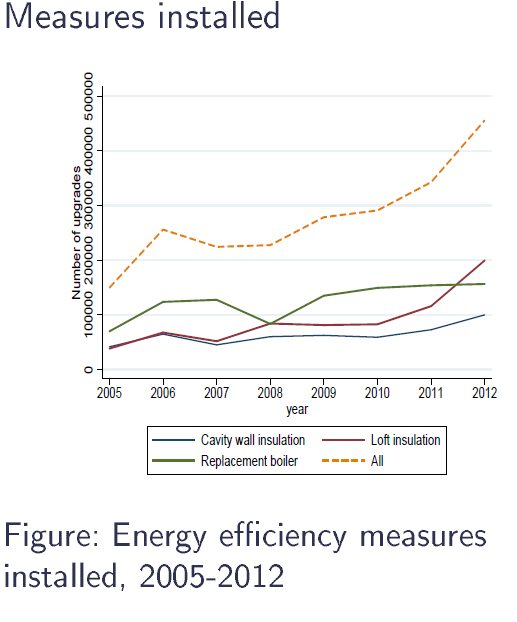 Measures installed
Number of upgrades
500000
400000
300000
200000
100000
0
2005 2006 2007 2008 2009 2010 2011 2012
year
Cavity wall insulation Loft insulation
Replacement boiler All
Figure: Energy efficiency measures
installed, 2005-2012